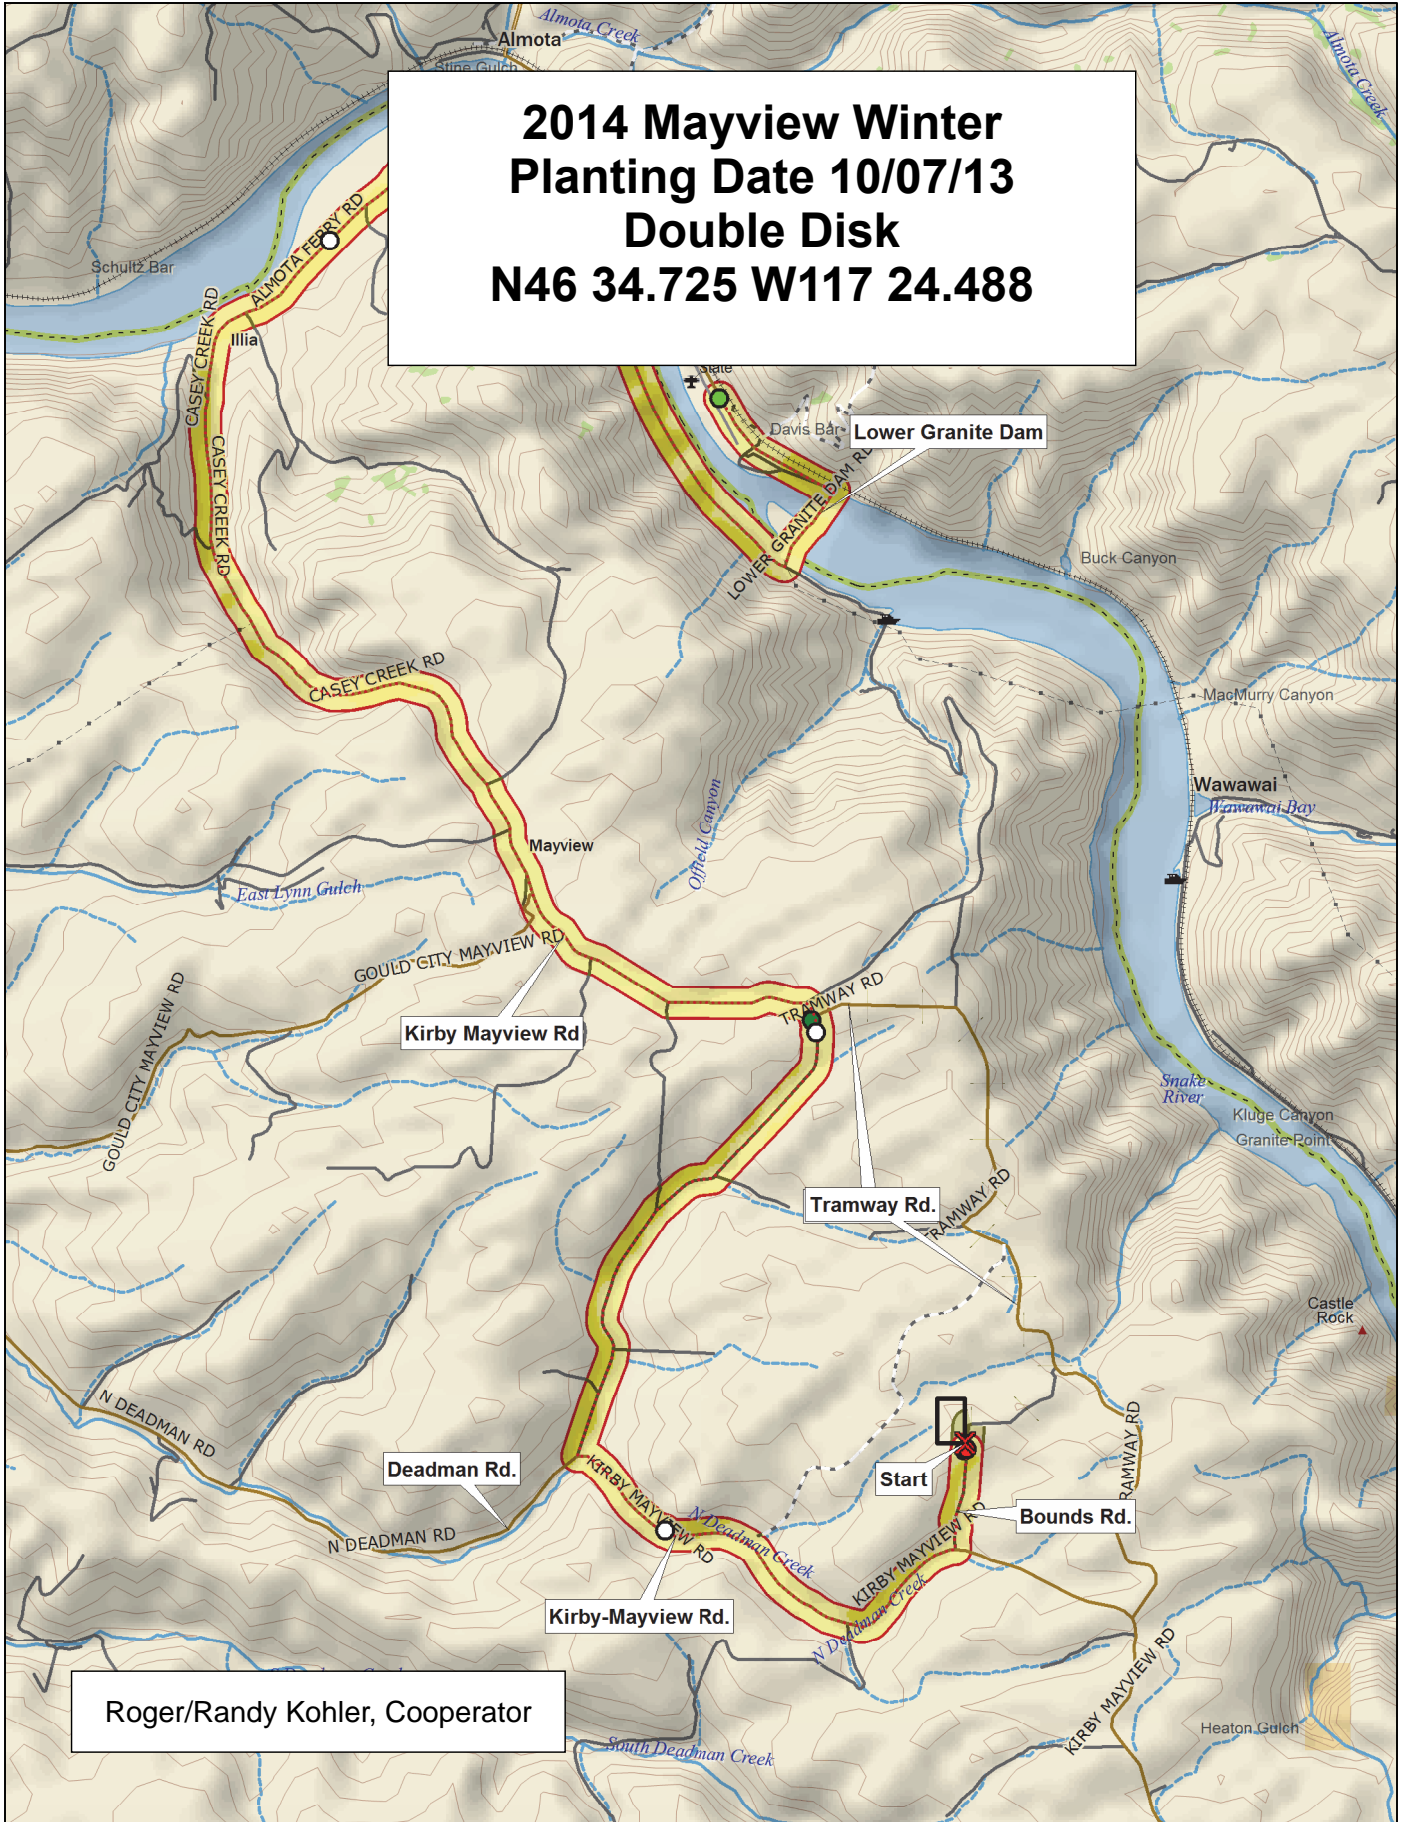 Almota Creek
Almota
Almota Creek
Stine Gulch
2014 Mayview Winter
Planting Date 10/07/13
Double Disk
N46 34.725 W117 24.488
ALMOTA FERRY RD
Schultz Bar
CASEY CREEK RD
Illia
State
Davis Bar
Lower Granite Dam
CASEY CREEK RD
LOWER GRANITE DAM RD
Buck Canyon
CASEY CREEK RD
MacMurry Canyon
Wawawai
Wawawai Bay
Offield Canyon
Mayview
East Lynn Gulch
GOULD CITY MAYVIEW RD
GOULD CITY MAYVIEW RD
TRAMWAY RD
Kirby Mayview Rd
Snake
River
Kluge Canyon
Granite Point
Tramway Rd.
TRAMWAY RD
Castle
Rock
N DEADMAN RD
TRAMWAY RD
Deadman Rd.
KIRBY MAYVIEW RD
Start
Bounds Rd.
N Deadman Creek
N DEADMAN RD
KIRBY MAYVIEW RD
Kirby-Mayview Rd.
N Deadman Creek
KIRBY MAYVIEW RD
Roger/Randy Kohler, Cooperator
Heaton Gulch
South Deadman Creek